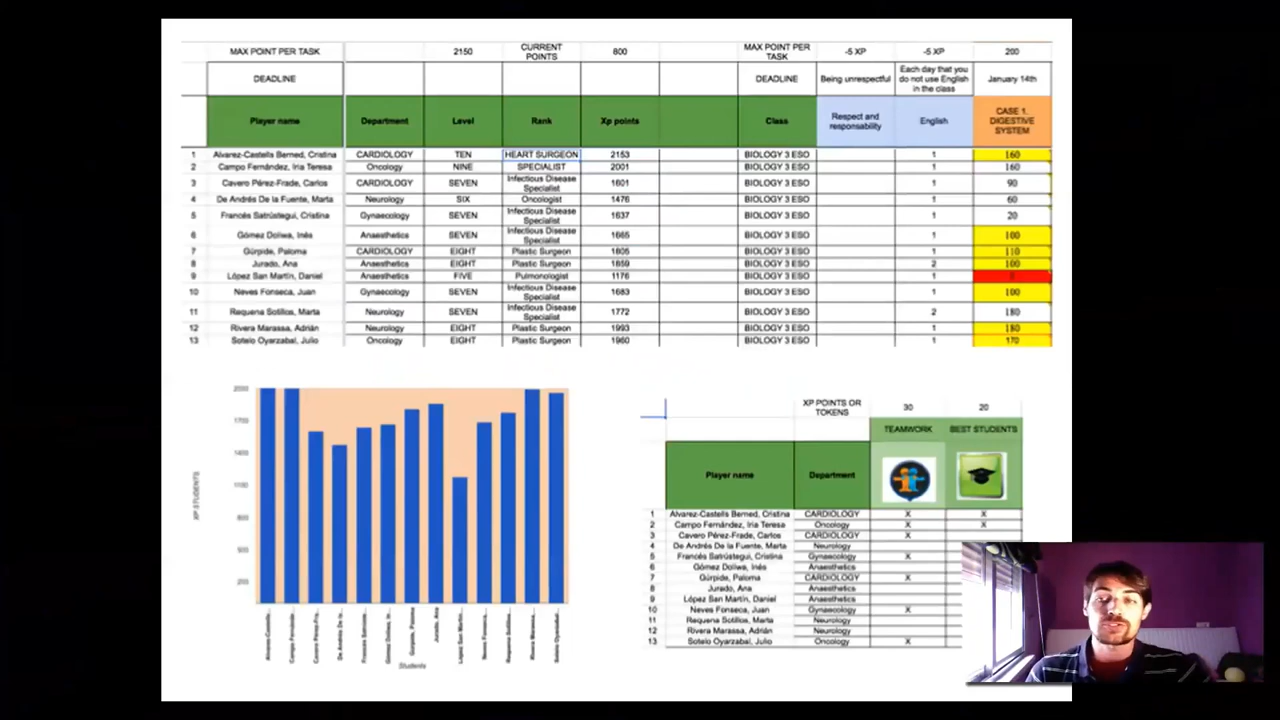 MAX POINT PER TASK 2150 CURRENT POINTS 800 MAX POINT PER TASK -5 XP -5 XP 200
DEADLINE DEADLINE Being unrespectful Each day that you do not use English in the class January 14th
Player name Department Level Rank Xp points Class Respect and responsability English CASE 1. DIGESTIVE SYSTEM
1 Alvarez-Castells Berned, Cristina CARDIOLOGY TEN HEART SURGEON 2153 BIOLOGY 3 ESO 1 160
2 Campo Fernández, Iria Teresa Oncology NINE SPECIALIST 2001 BIOLOGY 3 ESO 1 160
3 Cavero Pérez-Frade, Carlos CARDIOLOGY SEVEN Infectious Disease Specialist 1601 BIOLOGY 3 ESO 1 90
4 De Andrés De la Fuente, Marta Neurology SIX Oncologist 1476 BIOLOGY 3 ESO 1 60
5 Francés Satrústegui, Cristina Gynaecology SEVEN Infectious Disease Specialist 1637 BIOLOGY 3 ESO 1 20
6 Gómez Doliwa, Inés Anaesthetics SEVEN Infectious Disease Specialist 1665 BIOLOGY 3 ESO 1 100
7 Gúrpide, Paloma CARDIOLOGY EIGHT Plastic Surgeon 1805 BIOLOGY 3 ESO 1 110
8 Jurado, Ana Anaesthetics EIGHT Plastic Surgeon 1859 BIOLOGY 3 ESO 2 100
9 López San Martín, Daniel Anaesthetics FIVE Pulmonologist 1176 BIOLOGY 3 ESO 1
10 Neves Fonseca, Juan Gynaecology SEVEN Infectious Disease Specialist 1683 BIOLOGY 3 ESO 1 100
11 Requena Sotillos, Marta Neurology SEVEN Infectious Disease Specialist 1772 BIOLOGY 3 ESO 2 180
12 Rivera Marassa, Adrián Neurology EIGHT Plastic Surgeon 1993 BIOLOGY 3 ESO 1 180
13 Sotelo Oyarzabal, Julio Oncology EIGHT Plastic Surgeon 1960 BIOLOGY 3 ESO 1 170
2000
1700
1400
1100
800
500
200
XP STUDENTS
Students
XP POINTS OR TOKENS 30 20
TEAMWORK BEST STUDENTS
Player name Department
1 Alvarez-Castells Berned, Cristina CARDIOLOGY X X
2 Campo Fernández, Iria Teresa Oncology X X
3 Cavero Pérez-Frade, Carlos CARDIOLOGY X
4 De Andrés De la Fuente, Marta Neurology
5 Francés Satrústegui, Cristina Gynaecology X
6 Gómez Doliwa, Inés Anaesthetics
7 Gúrpide, Paloma CARDIOLOGY X
8 Jurado, Ana Anaesthetics
9 López San Martín, Daniel Anaesthetics
10 Neves Fonseca, Juan Gynaecology X
11 Requena Sotillos, Marta Neurology
12 Rivera Marassa, Adrián Neurology
13 Sotelo Oyarzabal, Julio Oncology X